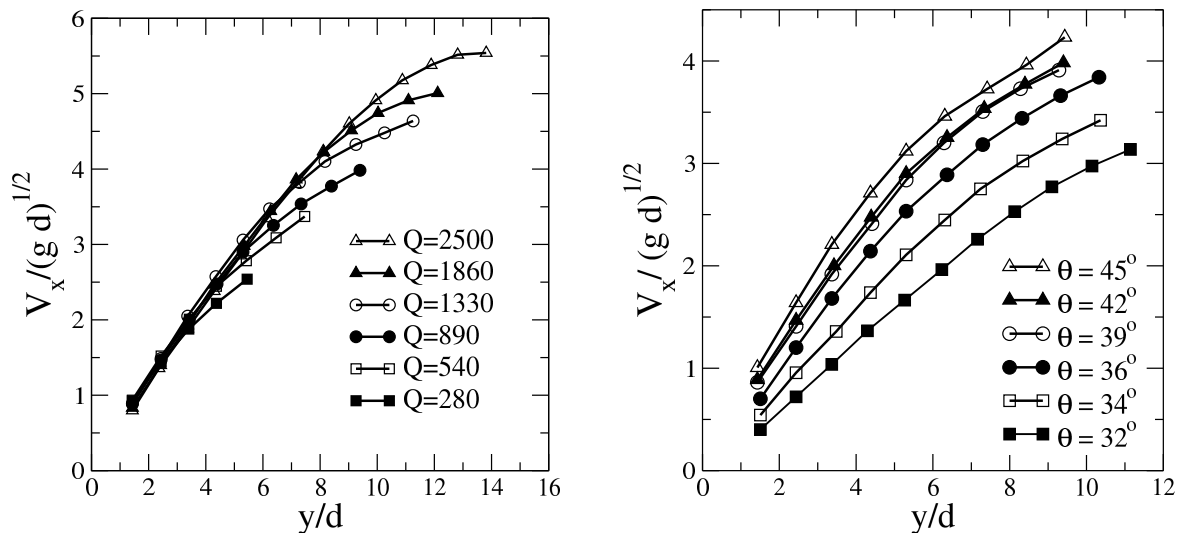 6
5
4
3
2
1
0
V_x/(g d)^{1/2}
0 2 4 6 8 10 12 14 16
y/d
Q=2500
Q=1860
Q=1330
Q=890
Q=540
Q=280
4
3
2
1
0
V_x/ (g d)^{1/2}
0 2 4 6 8 10 12
y/d
θ = 45°
θ = 42°
θ = 39°
θ = 36°
θ = 34°
θ = 32°